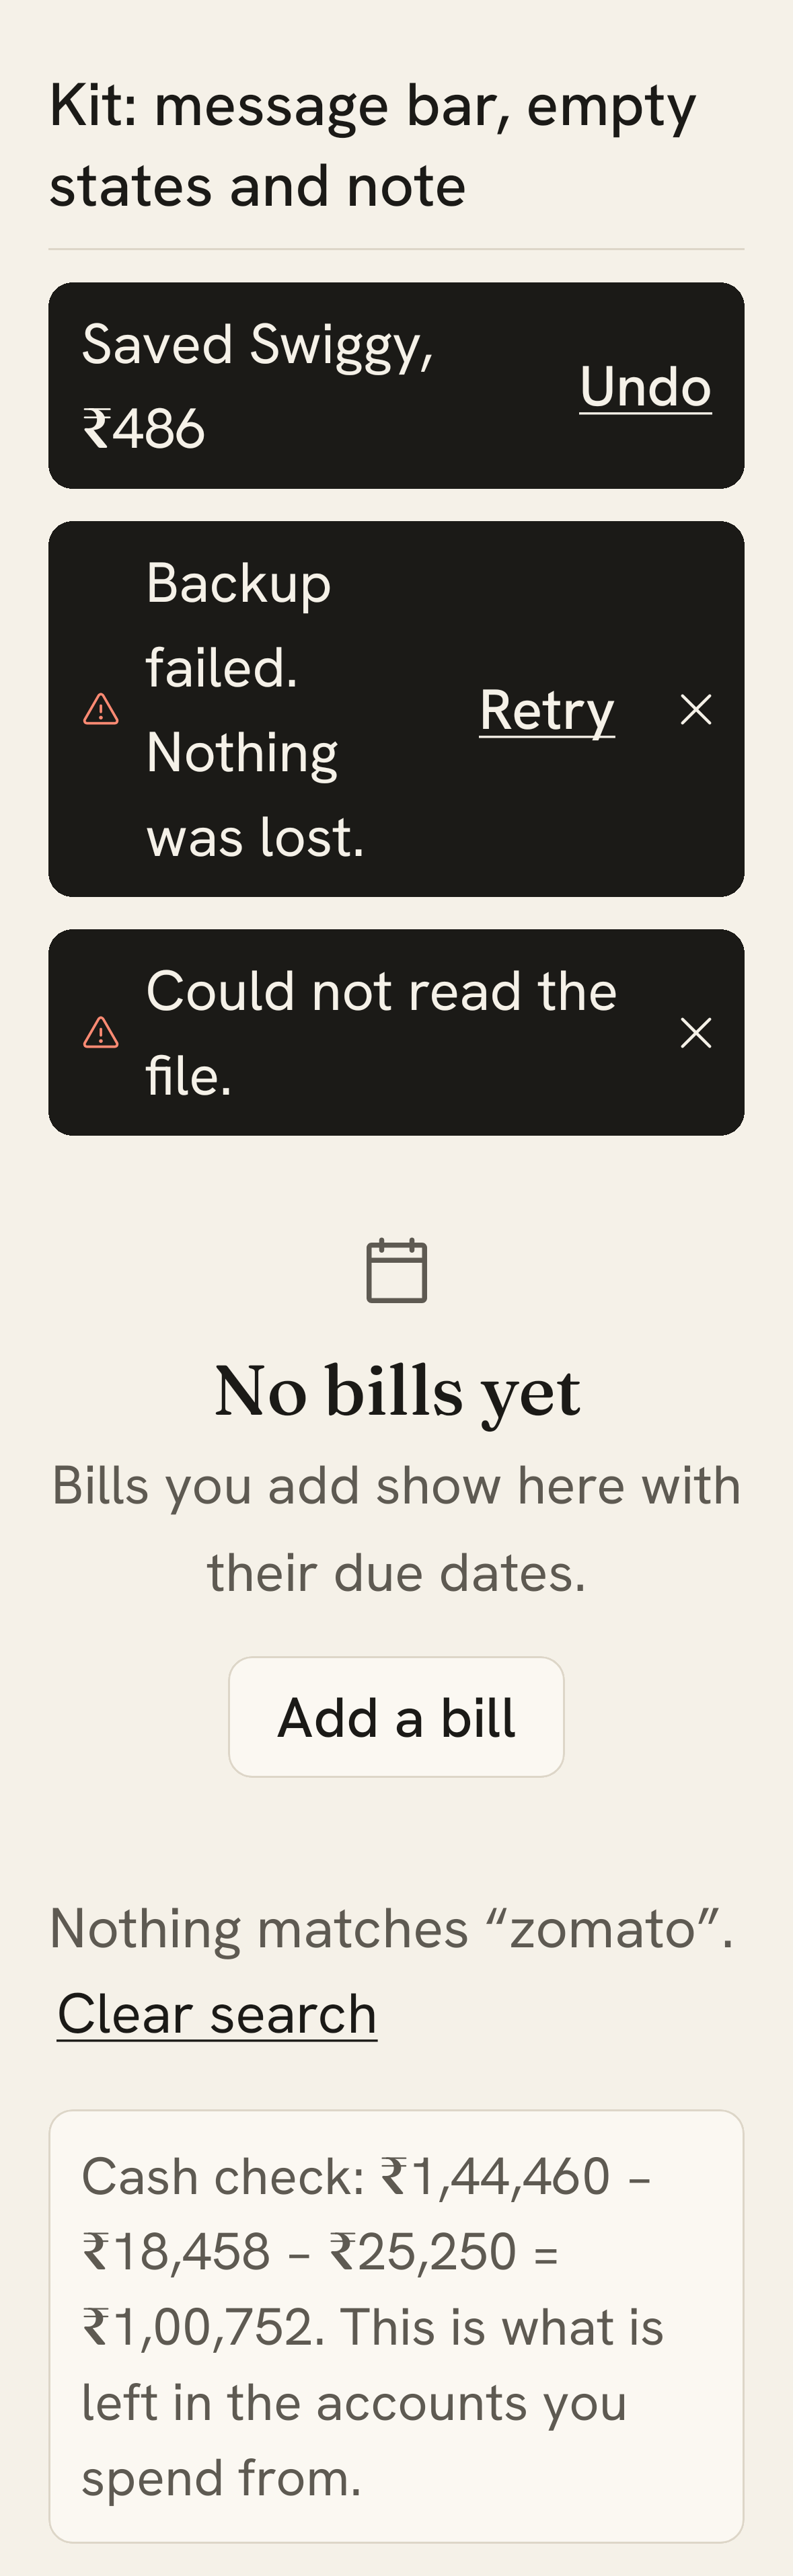 Kit: message bar, empty
states and note
Saved Swiggy,
₹486
Undo
Backup
failed.
Nothing
was lost.
Retry
Could not read the
file.
No bills yet
Bills you add show here with
their due dates.
Add a bill
Nothing matches “zomato”.
Clear search
Cash check: ₹1,44,460 –
₹18,458 – ₹25,250 =
₹1,00,752. This is what is
left in the accounts you
spend from.